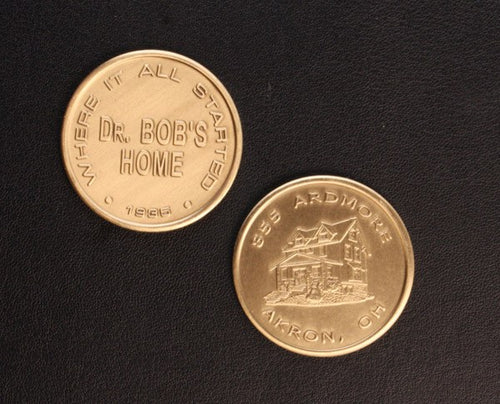 WHERE IT ALL STARTED
DR. BOB'S
HOME
• 1935 •
855 ARDMORE
AKRON, OH